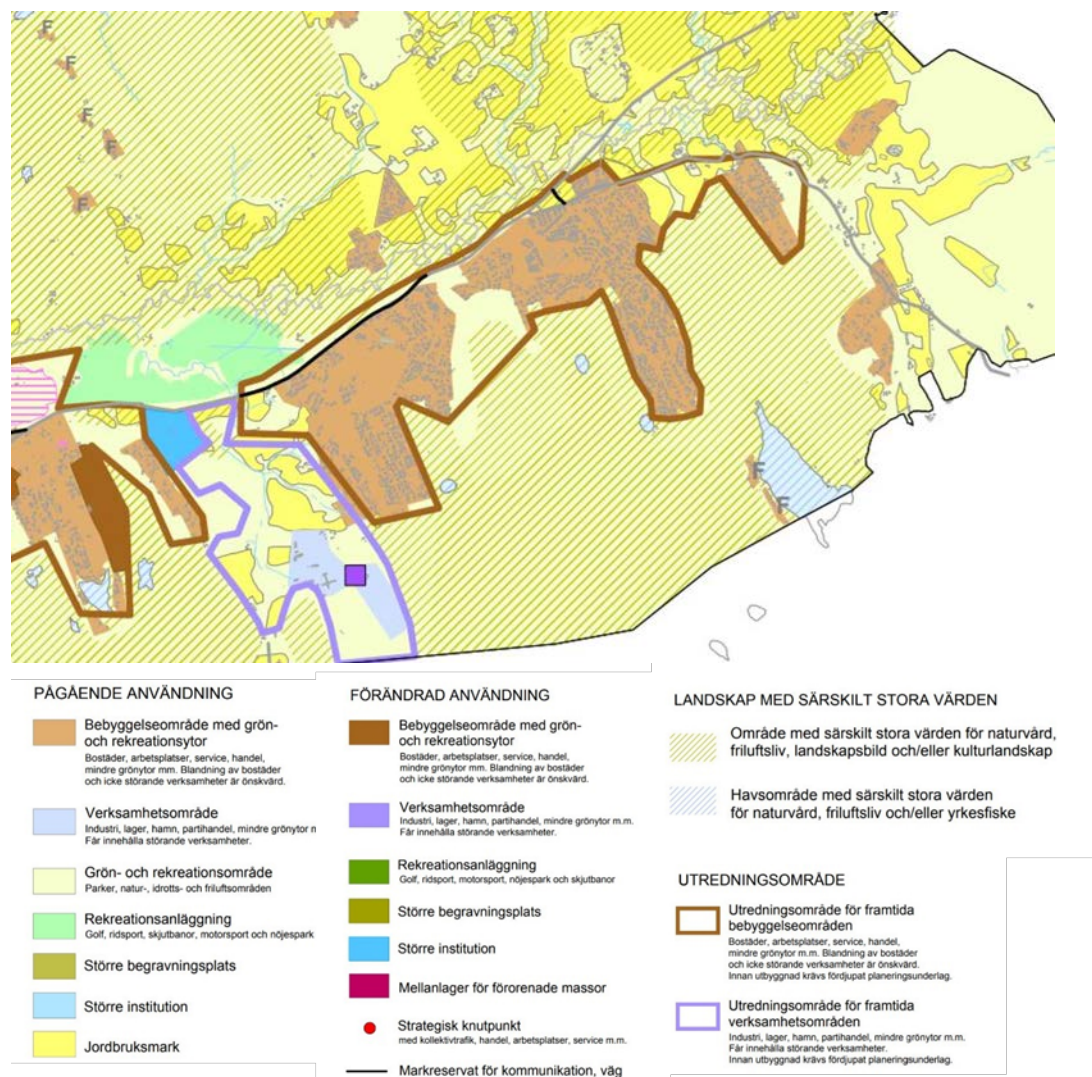 F
F
F
F
F
F
F
PÅGÅENDE ANVÄNDNING
Bebyggelseområde med grön-
och rekreationsytor
Bostäder, arbetsplatser, service, handel,
mindre grönytor mm. Blandning av bostäder
och icke störande verksamheter är önskvärd.
Verksamhetsområde
Industri, lager, hamn, partihandel, mindre grönytor n
Får innehålla störande verksamheter.
Grön- och rekreationsområde
Parker, natur-, idrotts- och friluftsområden
Rekreationsanläggning
Golf, ridsport, skjutbanor, motorsport och nöjespark
Större begravningsplats
Större institution
Jordbruksmark
FÖRÄNDRAD ANVÄNDNING
Bebyggelseområde med grön-
och rekreationsytor
Bostäder, arbetsplatser, service, handel,
mindre grönytor mm. Blandning av bostäder
och icke störande verksamheter är önskvärd.
Verksamhetsområde
Industri, lager, hamn, partihandel, mindre grönytor m.m.
Får innehålla störande verksamheter.
Rekreationsanläggning
Golf, ridsport, motorsport, nöjespark och skjutbanor
Större begravningsplats
Större institution
Mellanlager för förorenade massor
Strategisk knutpunkt
med kollektivtrafik, handel, arbetsplatser, service m.m.
Markreservat för kommunikation, väg
LANDSKAP MED SÄRSKILT STORA VÄRDEN
Område med särskilt stora värden för naturvård,
friluftsliv, landskapsbild och/eller kulturlandskap
Havsområde med särskilt stora värden
för naturvård, friluftsliv och/eller yrkesfiske
UTREDNINGSOMRÅDE
Utredningsområde för framtida
bebyggelseområden
Bostäder, arbetsplatser, service, handel,
mindre grönytor m.m. Blandning av bostäder
och icke störande verksamheter är önskvärd.
Innan utbyggnad krävs fördjupat planeringsunderlag.
Utredningsområde för framtida
verksamhetsområden
Industri, lager, hamn, partihandel, mindre grönytor m.m.
Får innehålla störande verksamheter.
Innan utbyggnad krävs fördjupat planeringsunderlag.